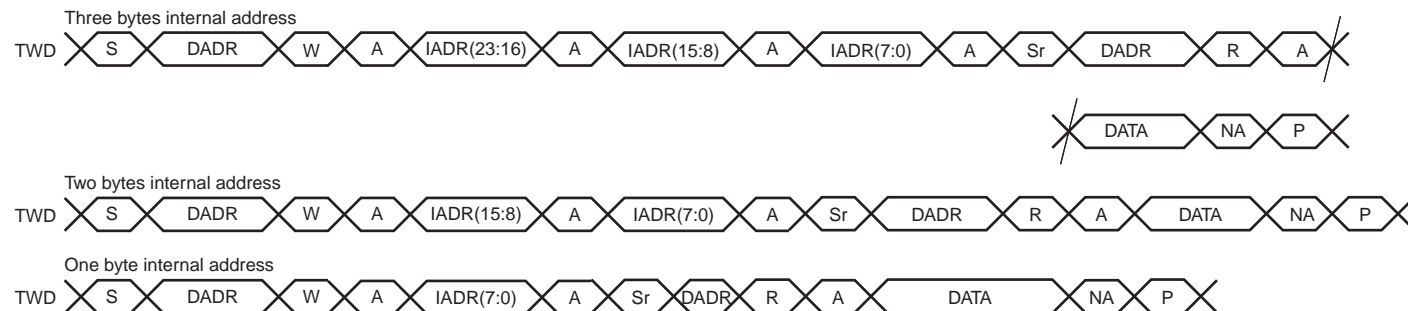 Three bytes internal address
TWD S DADR W A IADR(23:16) A IADR(15:8) A IADR(7:0) A Sr DADR R A
DATA NA P
Two bytes internal address
TWD S DADR W A IADR(15:8) A IADR(7:0) A Sr DADR R A DATA NA P
One byte internal address
TWD S DADR W A IADR(7:0) A Sr DADR R A DATA NA P